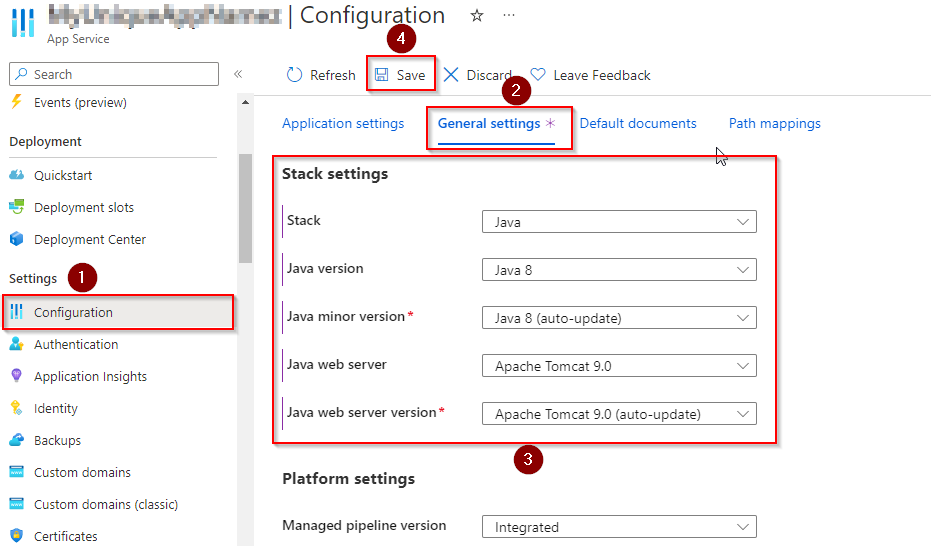 | Configuration
App Service
4
Search
Refresh
Save
Discard
Leave Feedback
Events (preview)
2
Application settings
General settings *
Default documents
Path mappings
Deployment
Quickstart
Deployment slots
Deployment Center
Settings
1
Configuration
Authentication
Application Insights
Identity
Backups
Custom domains
Custom domains (classic)
Certificates
Stack settings
Stack
Java
Java version
Java 8
Java minor version *
Java 8 (auto-update)
Java web server
Apache Tomcat 9.0
Java web server version *
Apache Tomcat 9.0 (auto-update)
3
Platform settings
Managed pipeline version
Integrated